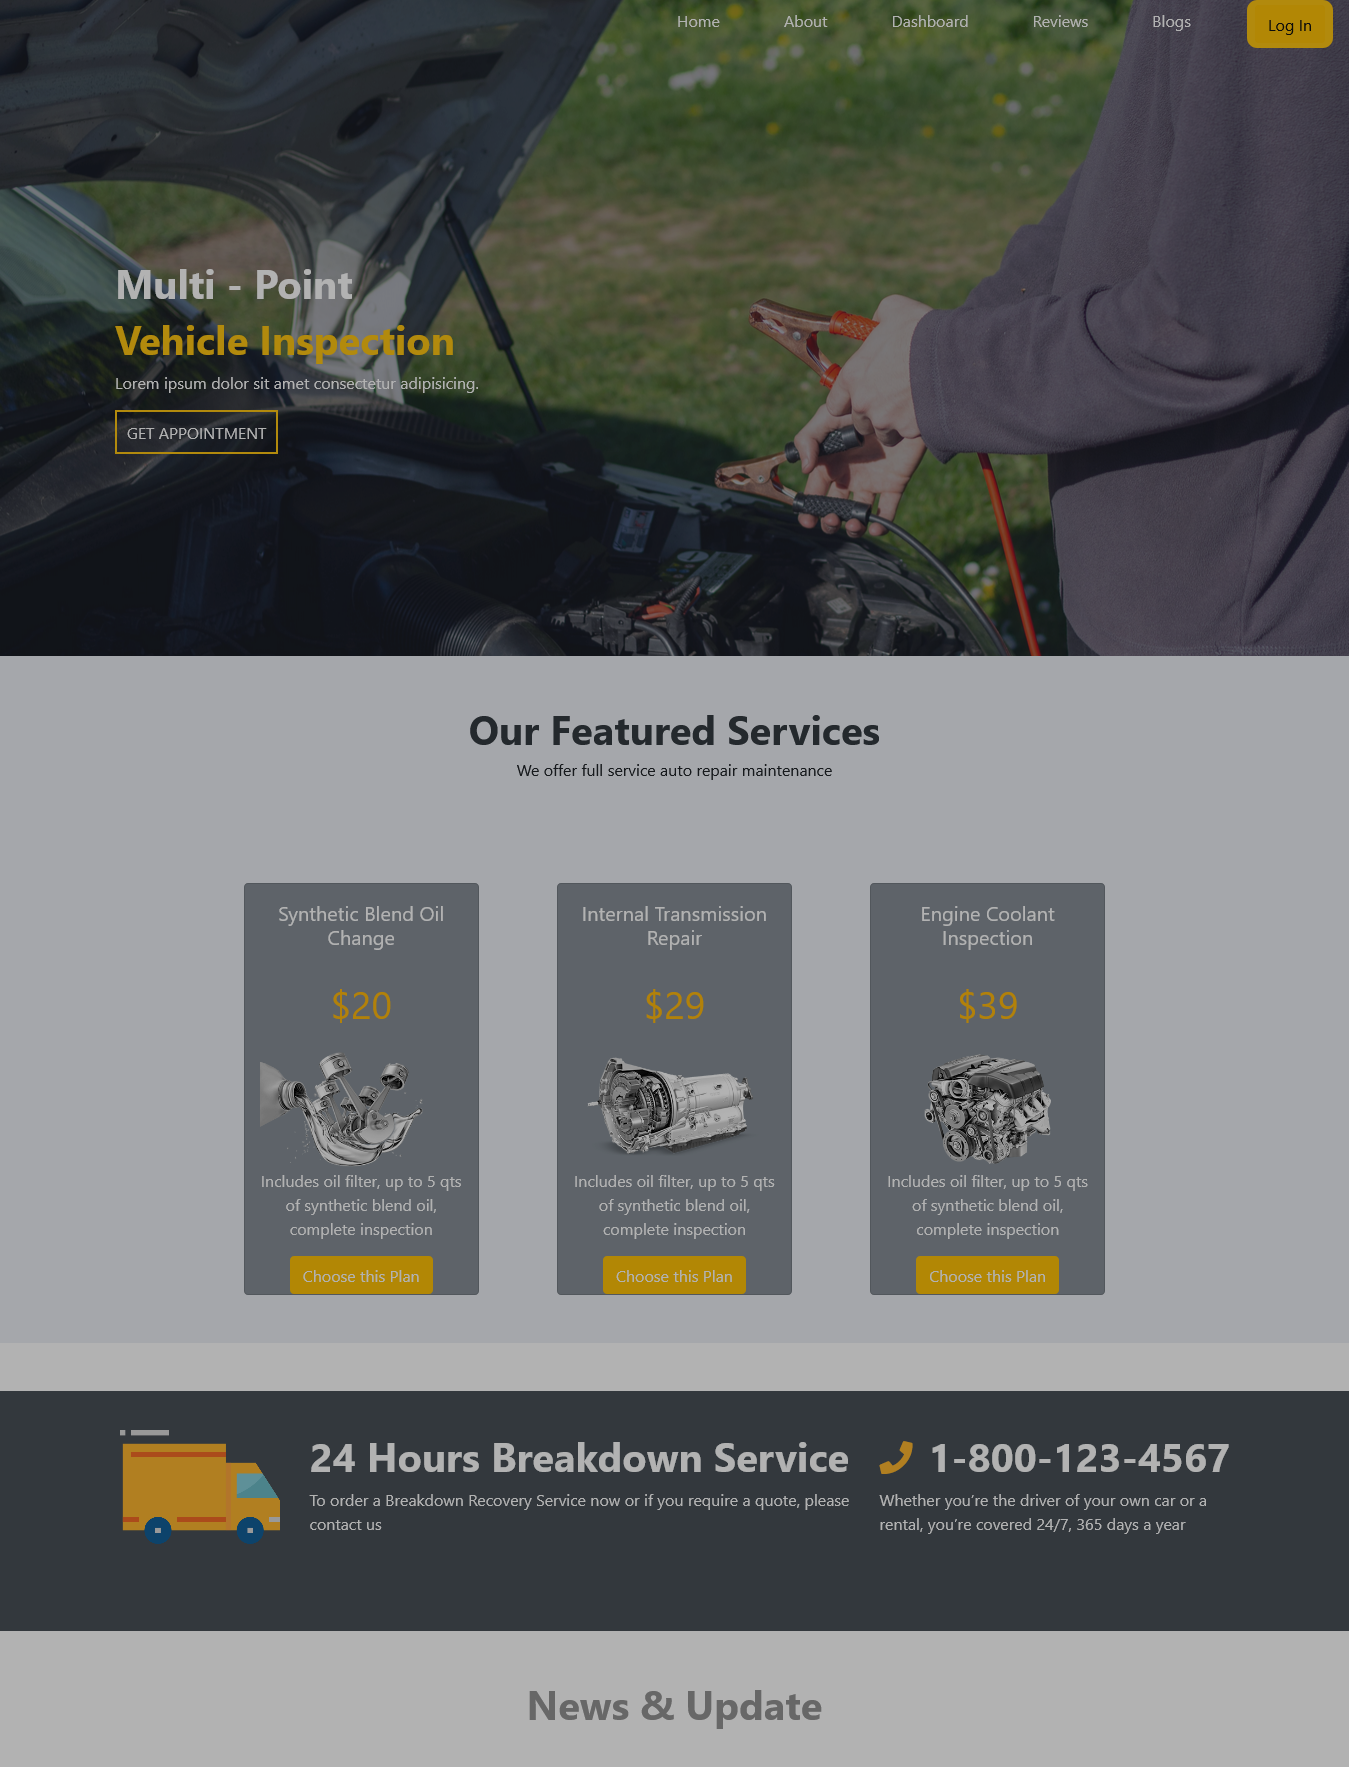 Home About Dashboard Reviews Blogs Log In
Multi - Point
Vehicle Inspection
Lorem ipsum dolor sit amet consectetur adipisicing.
GET APPOINTMENT
Our Featured Services
We offer full service auto repair maintenance
Synthetic Blend Oil
Change
$20
Includes oil filter, up to 5 qts
of synthetic blend oil,
complete inspection
Choose this Plan
Internal Transmission
Repair
$29
Includes oil filter, up to 5 qts
of synthetic blend oil,
complete inspection
Choose this Plan
Engine Coolant
Inspection
$39
Includes oil filter, up to 5 qts
of synthetic blend oil,
complete inspection
Choose this Plan
24 Hours Breakdown Service
To order a Breakdown Recovery Service now or if you require a quote, please
contact us
1-800-123-4567
Whether you’re the driver of your own car or a
rental, you’re covered 24/7, 365 days a year
News & Update